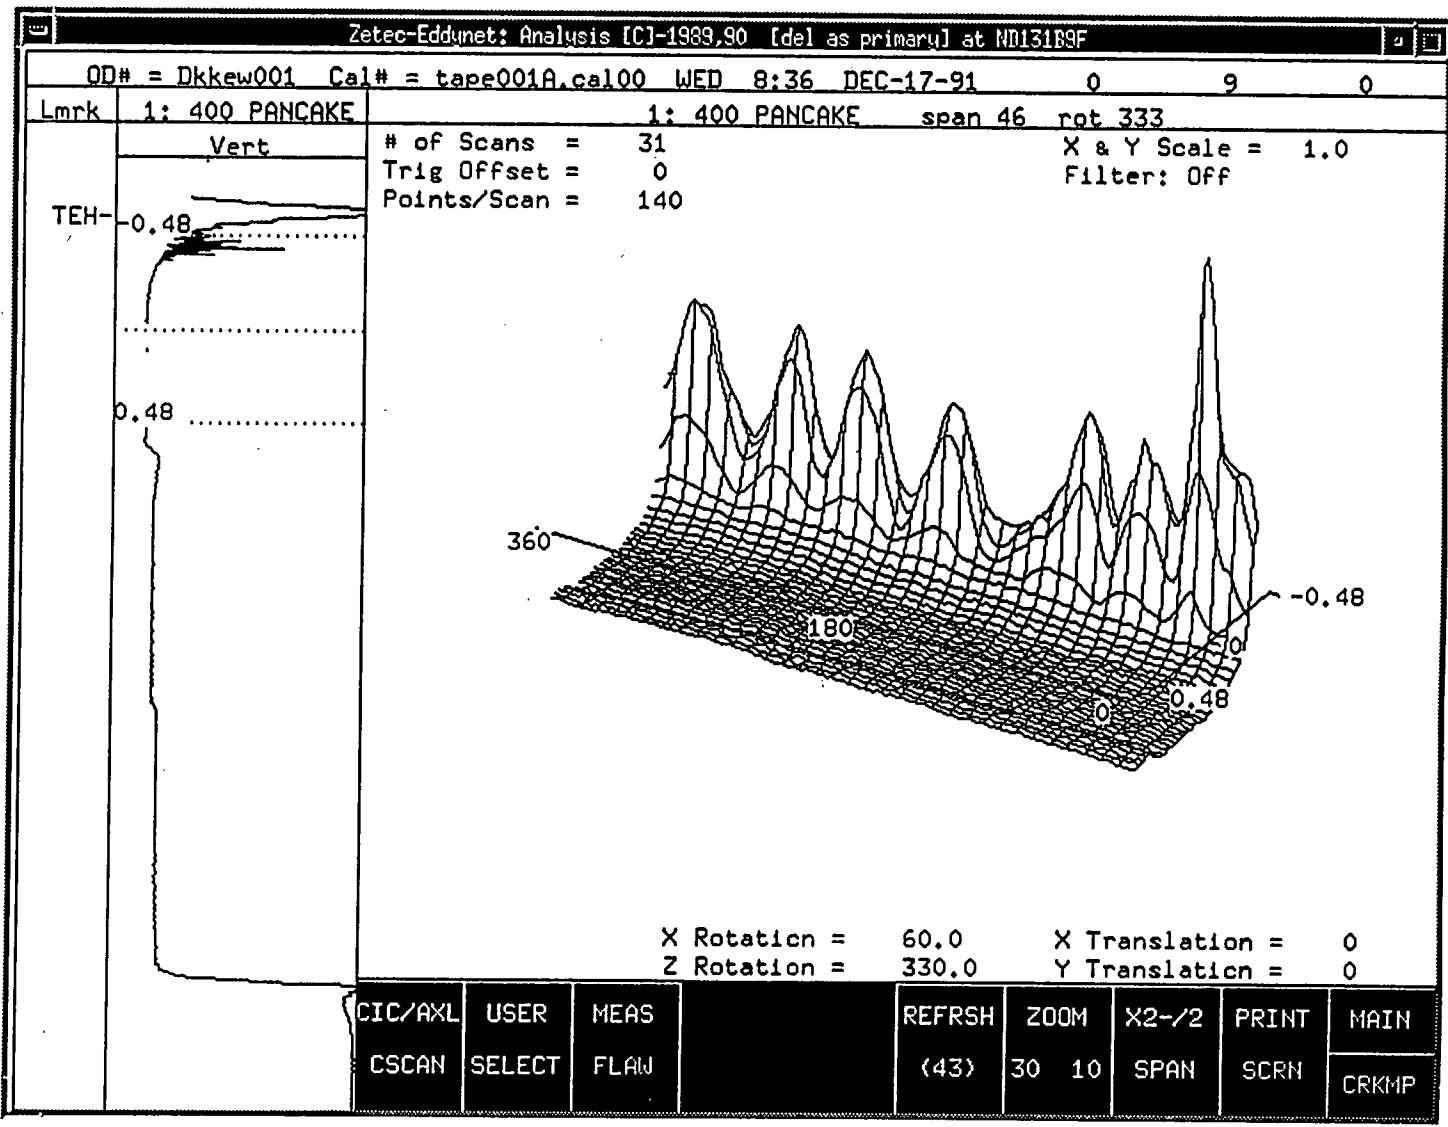 Zetec-Eddynet: Analysis [C]-1989,90 [del as primary] at ND131B9F
OD# = Dkkew001 Cal# = tape001A.cal00 WED 8:36 DEC-17-91 0 9 0
Lmrk 1: 400 PANCAKE 1: 400 PANCAKE span 46 rot 333
Vert
# of Scans = 31
Trig Offset = 0
Points/Scan = 140
X & Y Scale = 1.0
Filter: Off
TEH
-0.48
0.48
360
180
0
-0.48
0
0.48
X Rotation = 60.0 X Translation = 0
Z Rotation = 330.0 Y Translation = 0
CIC/AXL USER MEAS REFRSH ZOOM X2-/2 PRINT MAIN
CSCAN SELECT FLAW (43) 30 10 SPAN SCRN CRKMP